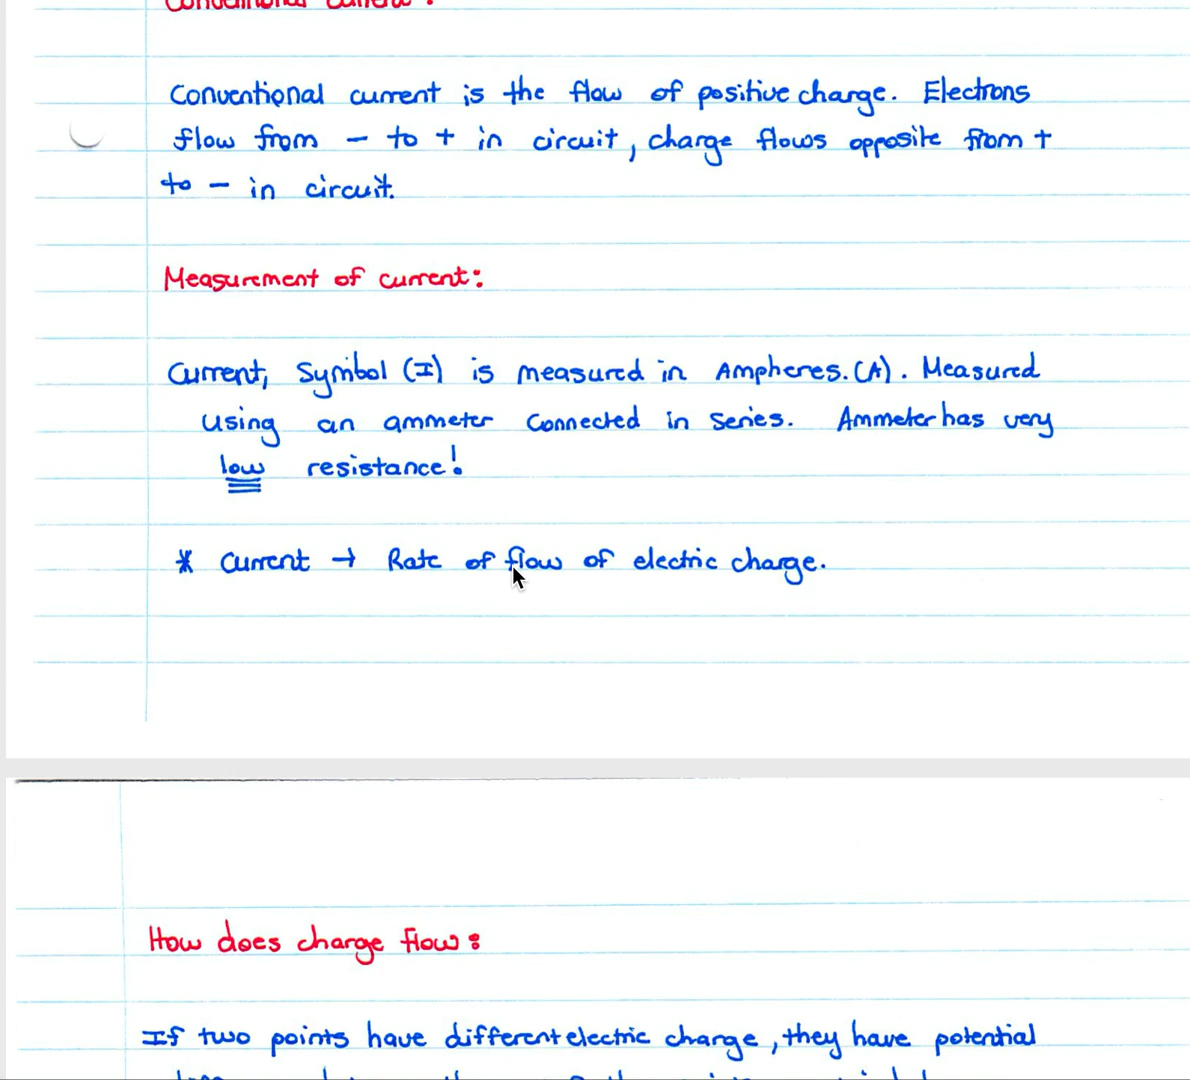 Conventional current:
Conventional current is the flow of positive charge. Electrons
flow from - to + in circuit, charge flows opposite from +
to - in circuit.
Measurement of current:
Current, Symbol (I) is measured in Ampheres. (A). Measured
using an ammeter connected in series. Ammeter has very
low resistance!
* Current → Rate of flow of electric charge.
How does charge flow:
If two points have different electric charge, they have potential